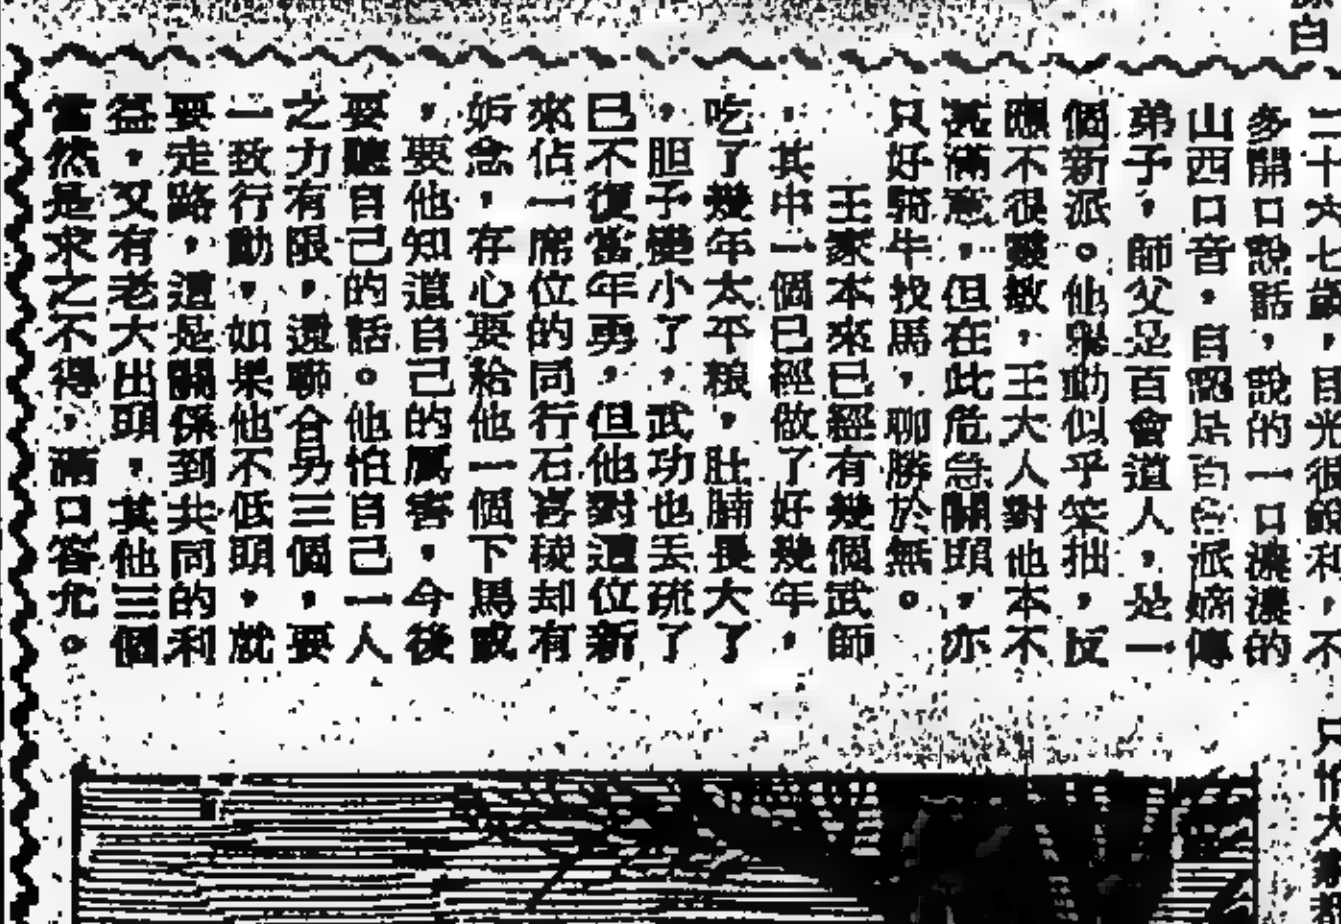 二十六七歲，目光很銳利，不
多開口說話，說的一口濃濃的
山西口音。自認是百會派嫡傳
弟子，師父是百會道人，是一
個新派。他舉動似乎笨拙，反
應不很靈敏，王大人對他本不
甚滿意，但在此危急關頭，亦
只好騎牛找馬，聊勝於無。
王家本來已經有幾個武師
，其中一個已經做了好幾年，
吃了幾年太平粮，肚腩長大了
，胆子變小了，武功也丟疏了
已不復當年勇，但他對這位新
來佔一席位的同行石喜稜却有
妒念，存心要給他一個下馬威
，要他知道自己的厲害，今後
要聽自己的話。他怕自己一人
之力有限，還聯合另三個，要
一致行動，如果他不低頭，就
要走路，這是關係到共同的利
益，又有老大出頭，其他三個
當然是求之不得，滿口答允。